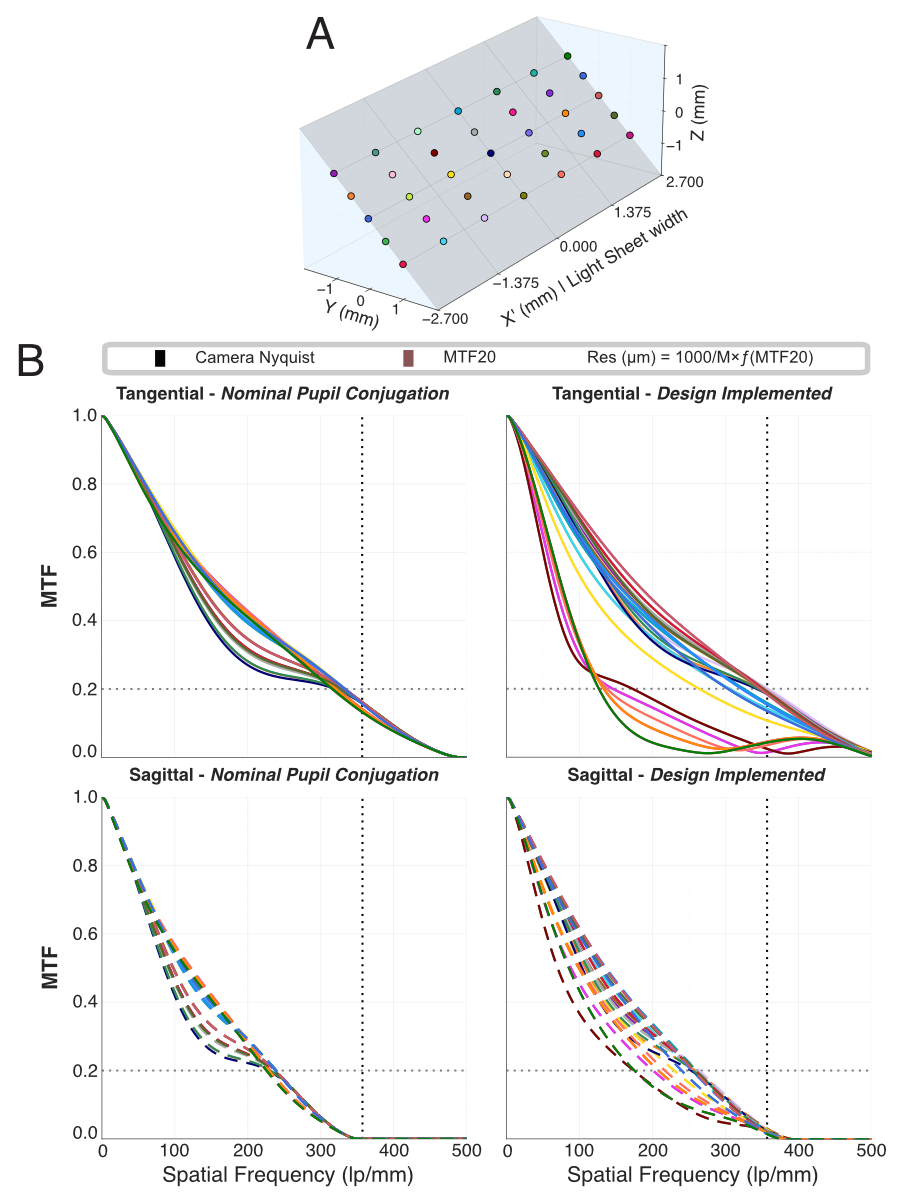 A
1
0
−1
Z (mm)
2.700
1.375
0.000
−1.375
−2.700
X' (mm) | Light Sheet width
−1
0
1
Y (mm)
B
Camera Nyquist
MTF20
Res (µm) = 1000/M×ƒ(MTF20)
Tangential - Nominal Pupil Conjugation
Tangential - Design Implemented
1.0
0.8
0.6
0.4
0.2
0.0
MTF
Sagittal - Nominal Pupil Conjugation
Sagittal - Design Implemented
1.0
0.8
0.6
0.4
0.2
0.0
MTF
0 100 200 300 400 500
0 100 200 300 400 500
Spatial Frequency (lp/mm)
Spatial Frequency (lp/mm)